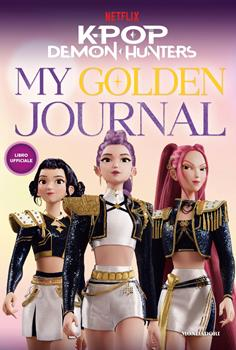 NETFLIX
K-POP
DEMON HUNTERS
MY GOLDEN
JOURNAL
LIBRO
UFFICIALE
MONDADORI